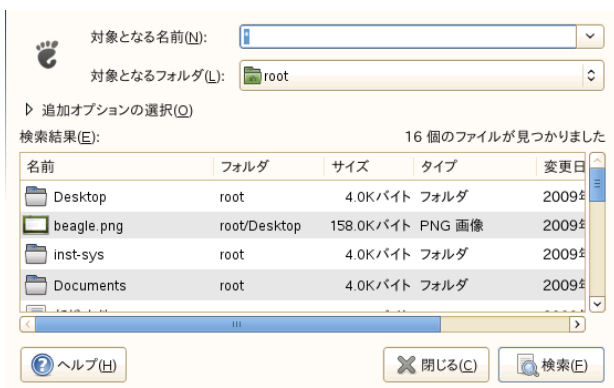 対象となる名前(N): *
対象となるフォルダ(L): root
追加オプションの選択(O)
検索結果(E): 16 個のファイルが見つかりました
名前 フォルダ サイズ タイプ 変更日
Desktop root 4.0Kバイト フォルダ 2009年
beagle.png root/Desktop 158.0Kバイト PNG 画像 2009年
inst-sys root 4.0Kバイト フォルダ 2009年
Documents root 4.0Kバイト フォルダ 2009年
ヘルプ(H) 閉じる(C) 検索(F)